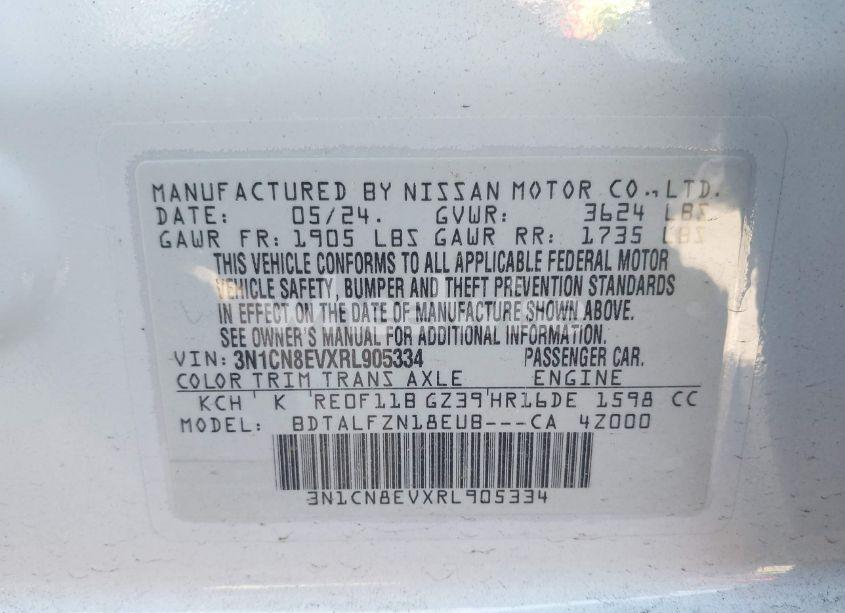 MANUFACTURED BY NISSAN MOTOR CO.,LTD.
DATE: 05/24. GVWR: 3624 LBS
GAWR FR: 1905 LBS GAWR RR: 1735 LBS
THIS VEHICLE CONFORMS TO ALL APPLICABLE FEDERAL MOTOR
VEHICLE SAFETY, BUMPER AND THEFT PREVENTION STANDARDS
IN EFFECT ON THE DATE OF MANUFACTURE SHOWN ABOVE.
SEE OWNER'S MANUAL FOR ADDITIONAL INFORMATION.
VIN: 3N1CN8EVXRL905334 PASSENGER CAR.
COLOR TRIM TRANS AXLE ENGINE
KCH K RE0F11B GZ39 HR16DE 1598 CC
MODEL: BDTALFZN18EUB---CA 4Z000
3N1CN8EVXRL905334